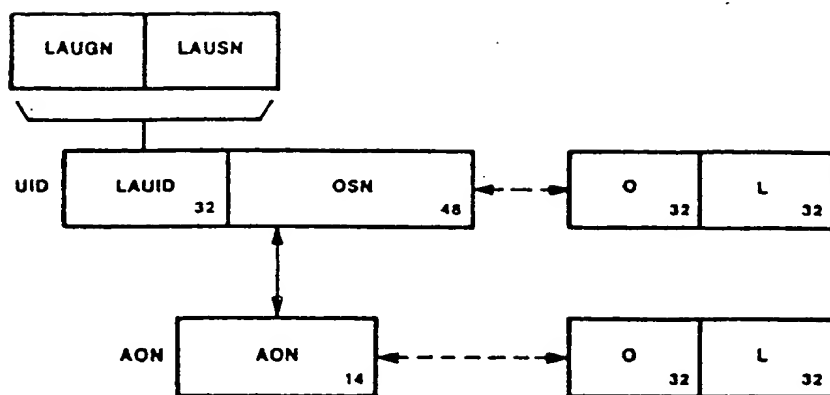 LAUGN LAUSN
UID LAUID 32 OSN 48 O 32 L 32
AON AON 14 O 32 L 32